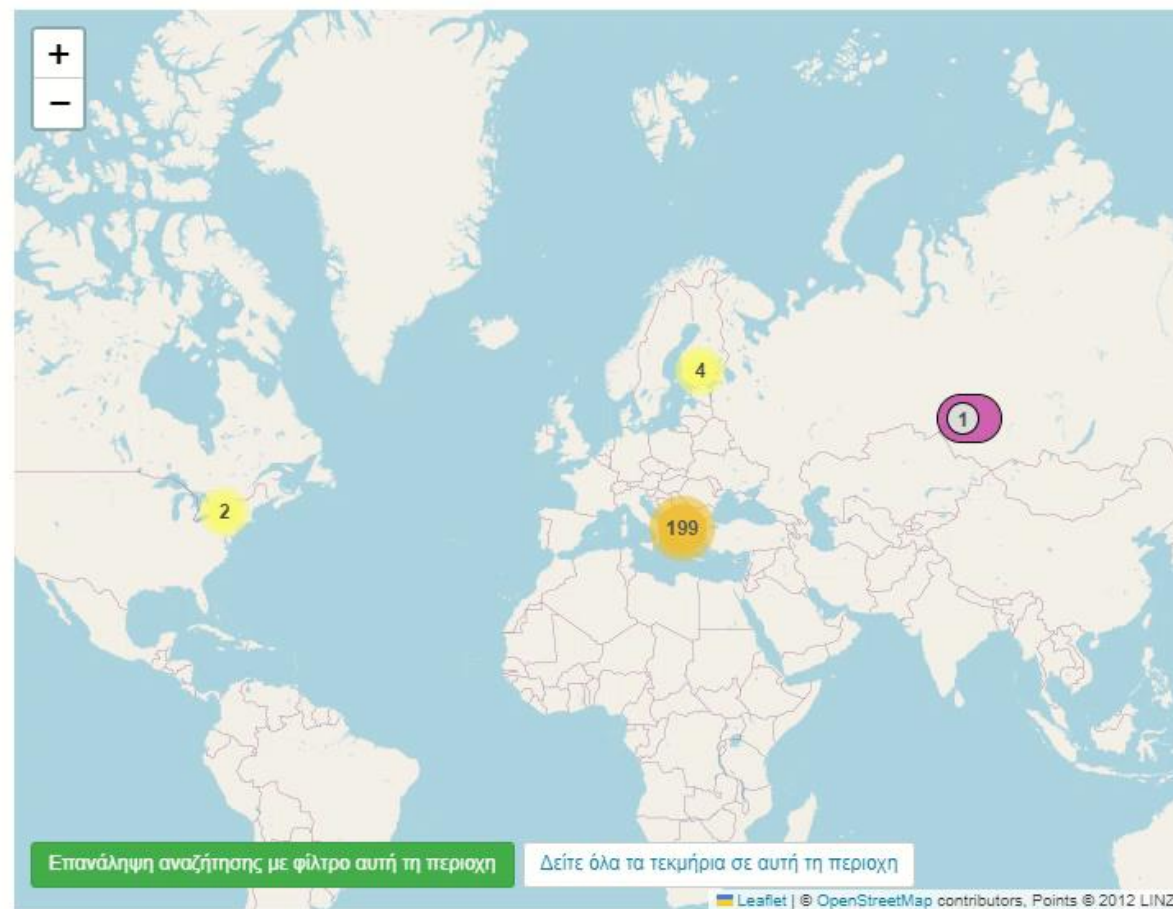 +
−
4
1
2
199
Επανάληψη αναζήτησης με φίλτρο αυτή τη περιοχη
Δείτε όλα τα τεκμήρια σε αυτή τη περιοχη
Leaflet | © OpenStreetMap contributors, Points © 2012 LINZ